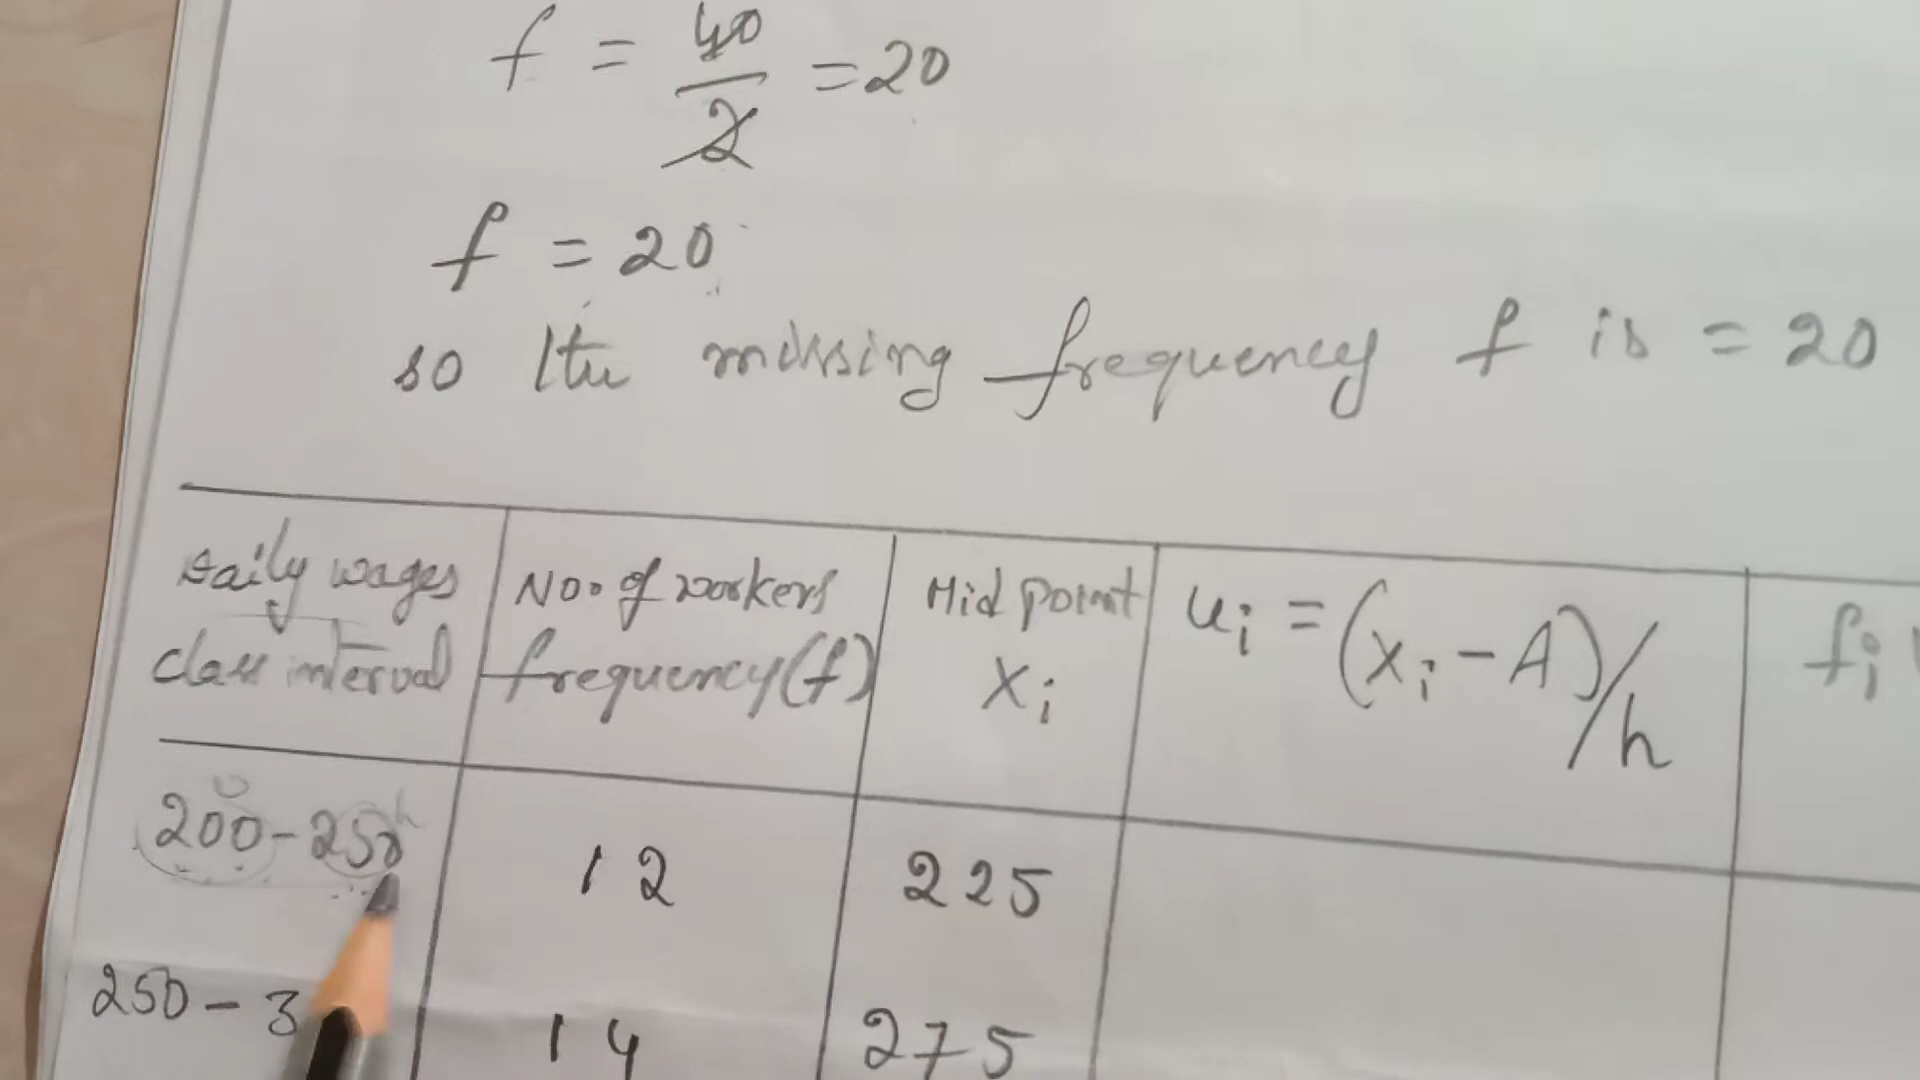 f = 40/2 = 20
f = 20
so the missing frequency f is = 20
Daily wages class interval
No. of workers frequency (f)
Mid point xi
ui = (xi - A)/h
fi
200 - 250 12 225
250 - 3 14 275